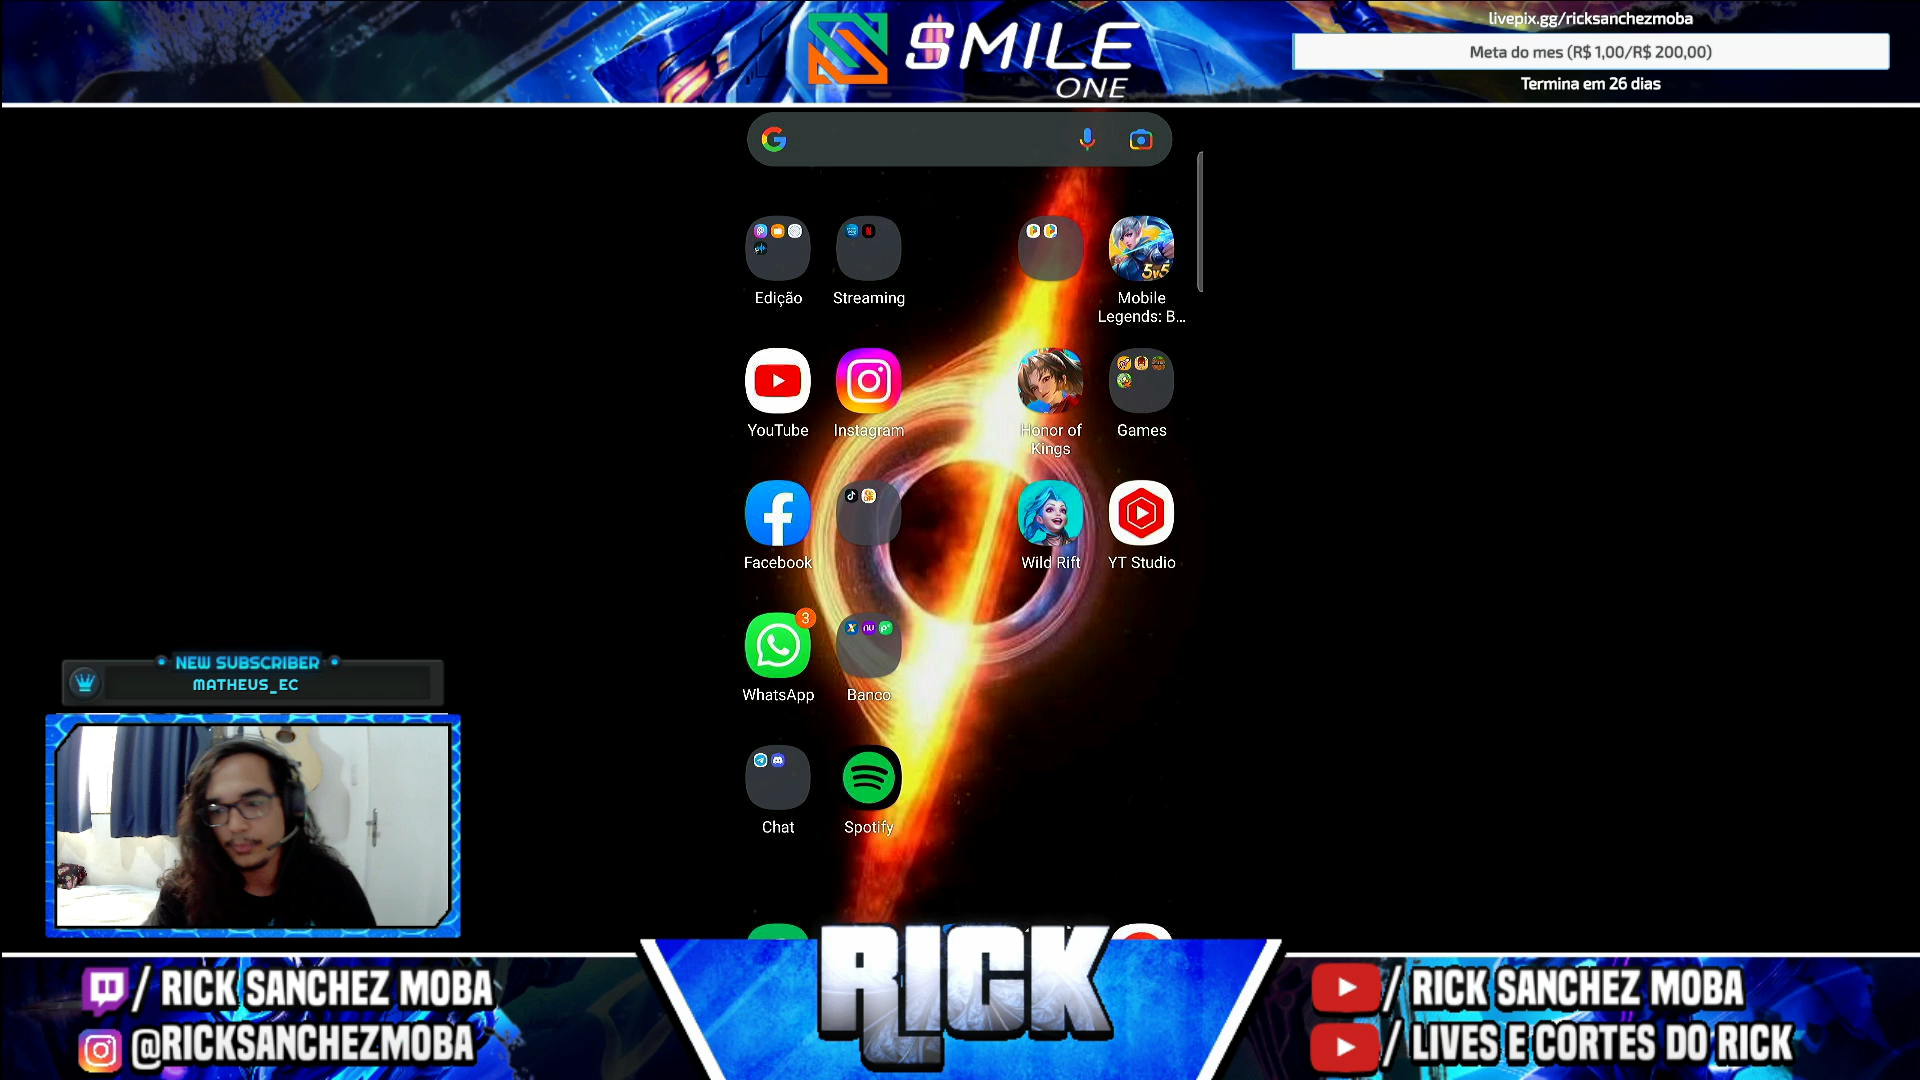 SMILE
ONE
livepix.gg/ricksanchezmoba
Meta do mes (R$ 1,00/R$ 200,00)
Termina em 26 dias
Edição
Streaming
5v5
Mobile
Legends: B...
YouTube
Instagram
Honor of
Kings
Games
Facebook
Wild Rift
YT Studio
3
WhatsApp
nu
Banco
Chat
Spotify
NEW SUBSCRIBER
MATHEUS_EC
/ RICK SANCHEZ MOBA
@RICKSANCHEZMOBA
RICK
/ RICK SANCHEZ MOBA
/ LIVES E CORTES DO RICK